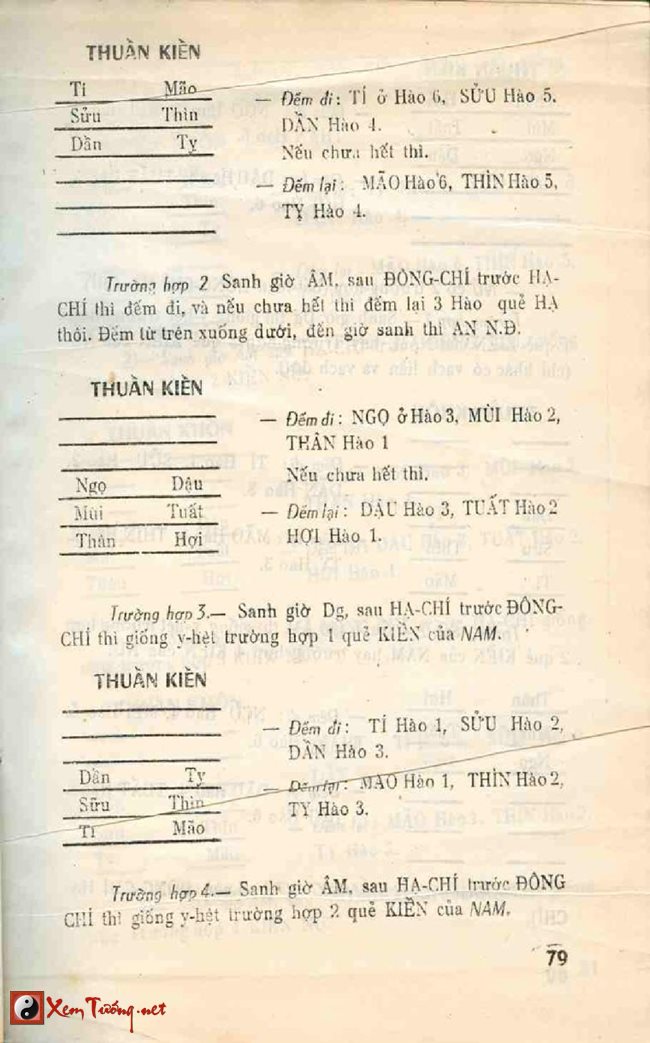 THUẦN KIỀN
Tí Mão
Sửu Thìn
Dần Tỵ
— Đếm đi: TÍ ở Hào 6, SỬU Hào 5.
DẦN Hào 4.
Nếu chưa hết thì.
— Đếm lại: MÃO Hào 6, THÌN Hào 5,
TỴ Hào 4.
Trường hợp 2 Sanh giờ ÂM, sau ĐÔNG-CHÍ trước HẠ-
CHÍ thì đếm đi, và nếu chưa hết thì đếm lại 3 Hào quẻ HẠ
thôi. Đếm từ trên xuống dưới, đến giờ sanh thì AN N.Đ.
THUẦN KIỀN
— Đếm đi: NGỌ ở Hào 3, MÙI Hào 2,
THÂN Hào 1
Nếu chưa hết thì.
— Đếm lại: DẬU Hào 3, TUẤT Hào 2
HỢI Hào 1.
Ngọ Dậu
Mùi Tuất
Thân Hợi
Trường hợp 3.— Sanh giờ Dg, sau HẠ-CHÍ trước ĐÔNG-
CHÍ thì giống y-hệt trường hợp 1 quẻ KIỀN của NAM.
THUẦN KIỀN
— Đếm đi: TÍ Hào 1, SỬU Hào 2,
DẦN Hào 3.
— Đếm lại: MÃO Hào 1, THÌN Hào 2,
TỴ Hào 3.
Dần Tỵ
Sửu Thìn
Tí Mão
Trường hợp 4.— Sanh giờ ÂM, sau HẠ-CHÍ trước ĐÔNG
CHÍ thì giống y-hệt trường hợp 2 quẻ KIỀN của NAM.
79
XemTướng.net